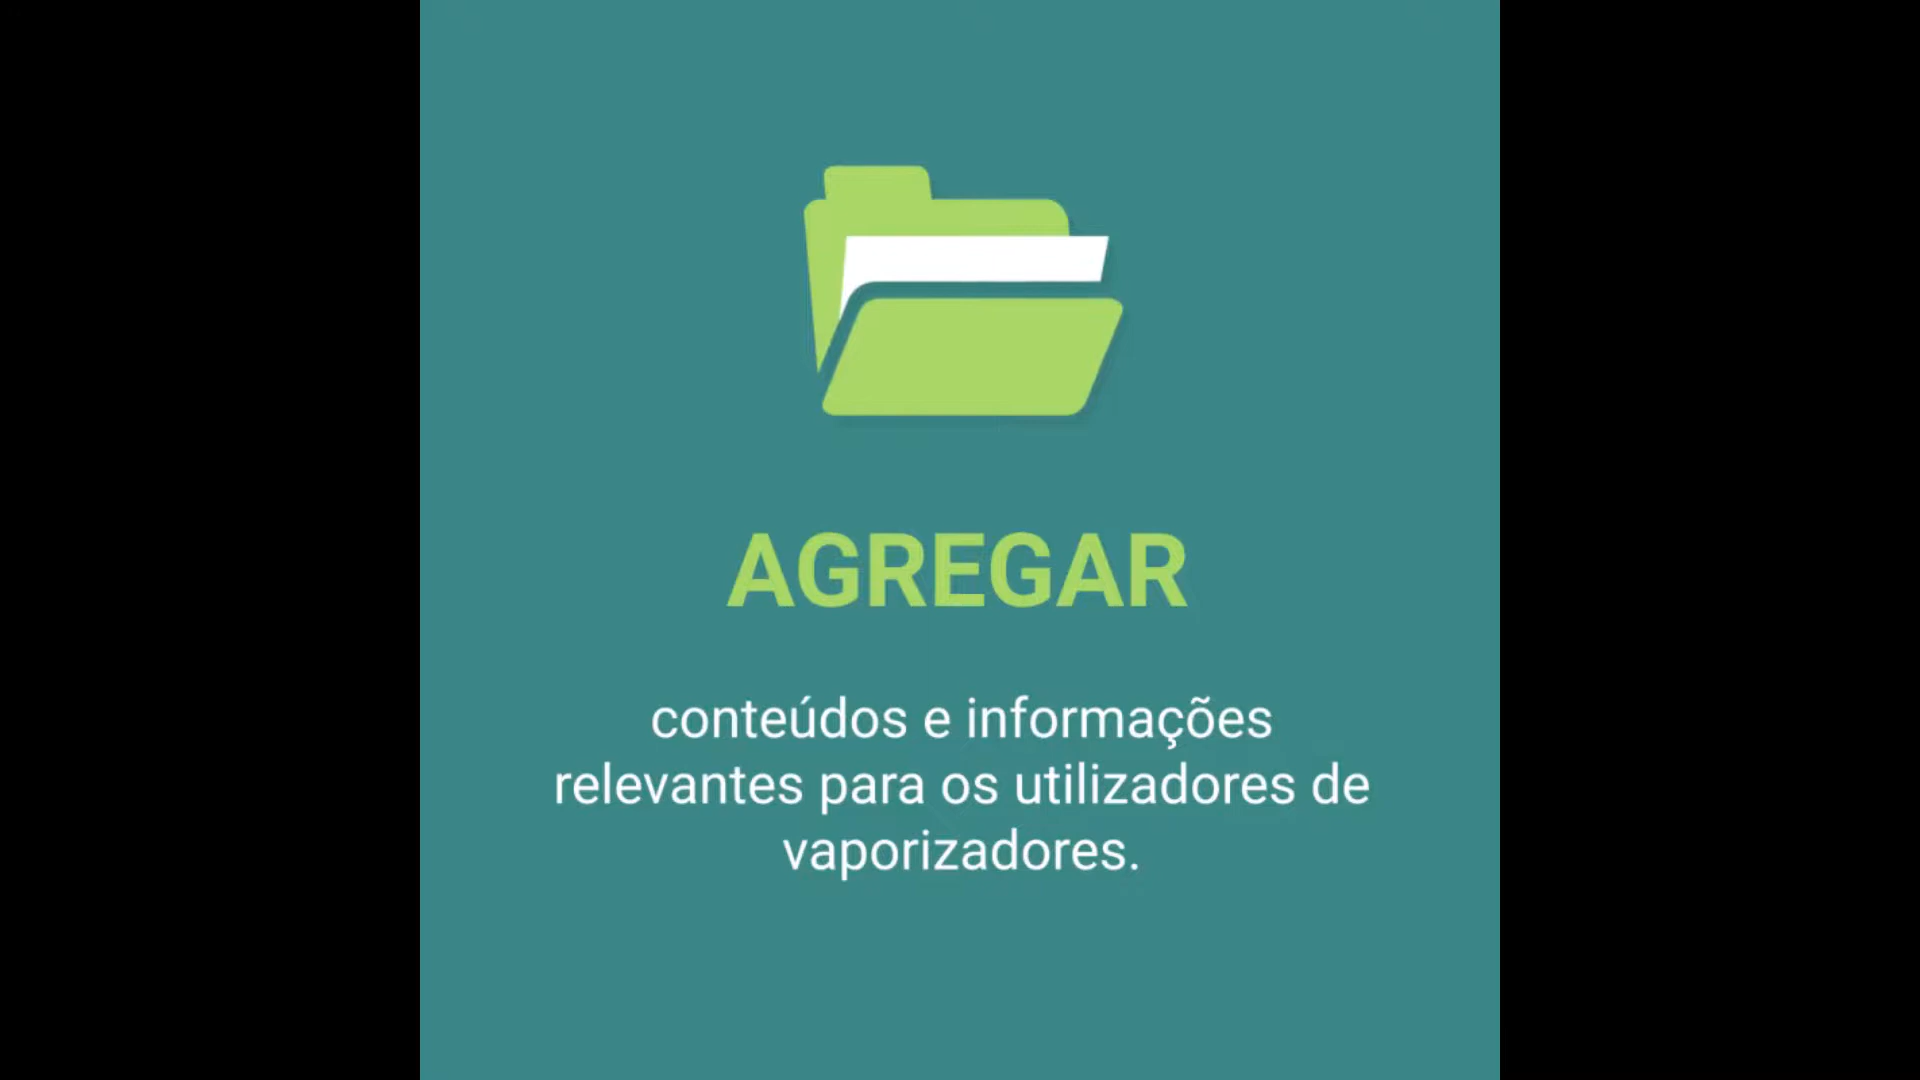 AGREGAR
conteúdos e informações
relevantes para os utilizadores de
vaporizadores.